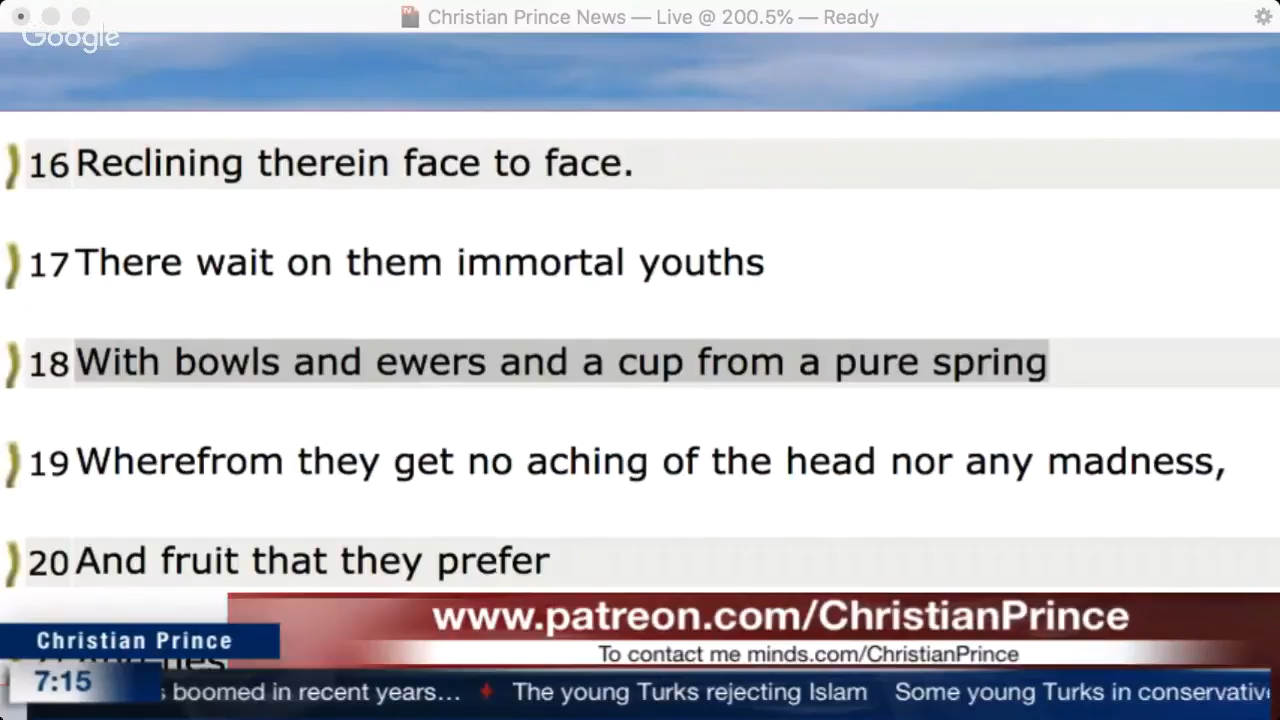 Christian Prince News — Live @ 200.5% — Ready
Google
16 Reclining therein face to face.
17 There wait on them immortal youths
18 With bowls and ewers and a cup from a pure spring
19 Wherefrom they get no aching of the head nor any madness,
20 And fruit that they prefer
www.patreon.com/ChristianPrince
Christian Prince
To contact me minds.com/ChristianPrince
7:15
boomed in recent years... The young Turks rejecting Islam Some young Turks in conservativ